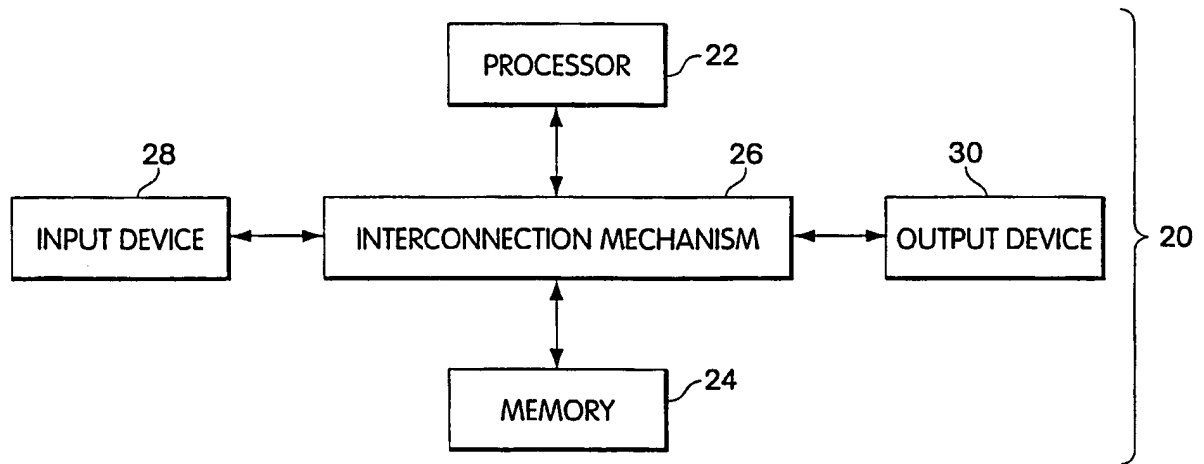 PROCESSOR
22
28
26
30
INPUT DEVICE
INTERCONNECTION MECHANISM
OUTPUT DEVICE
20
MEMORY
24